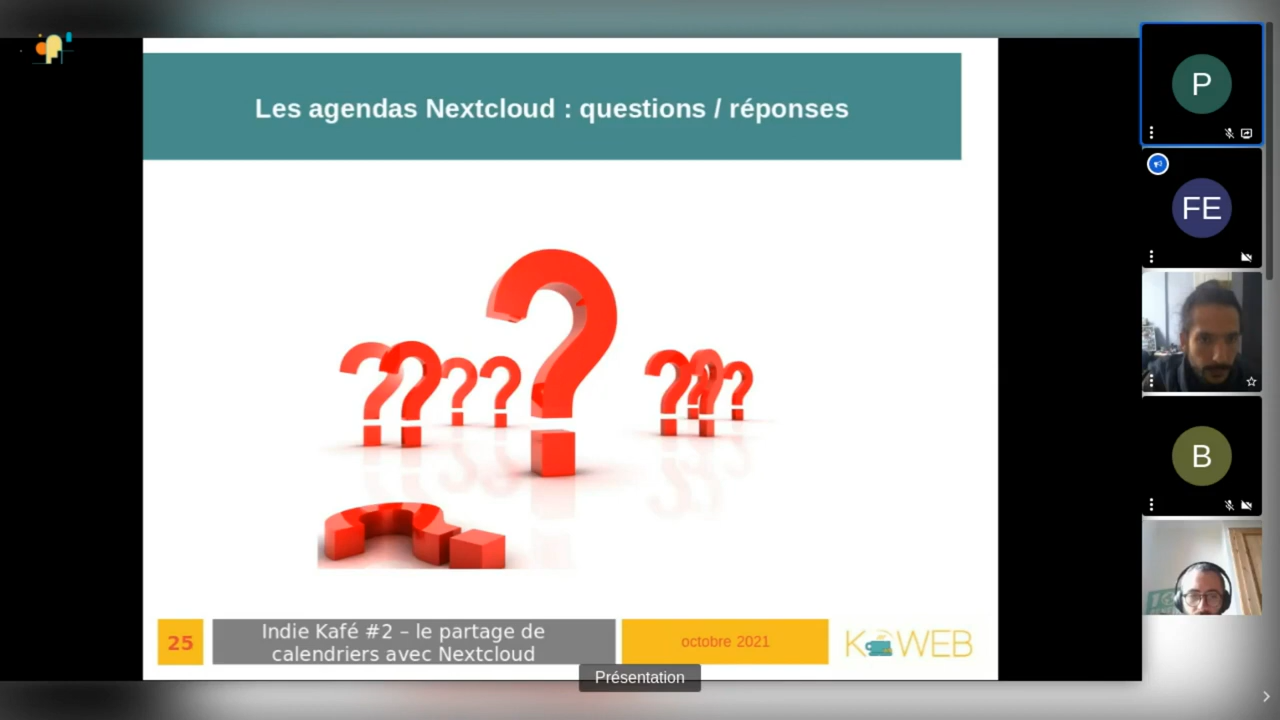 Les agendas Nextcloud : questions / réponses
25
Indie Kafé #2 – le partage de
calendriers avec Nextcloud
octobre 2021
KAWEB
Présentation
P
FE
B